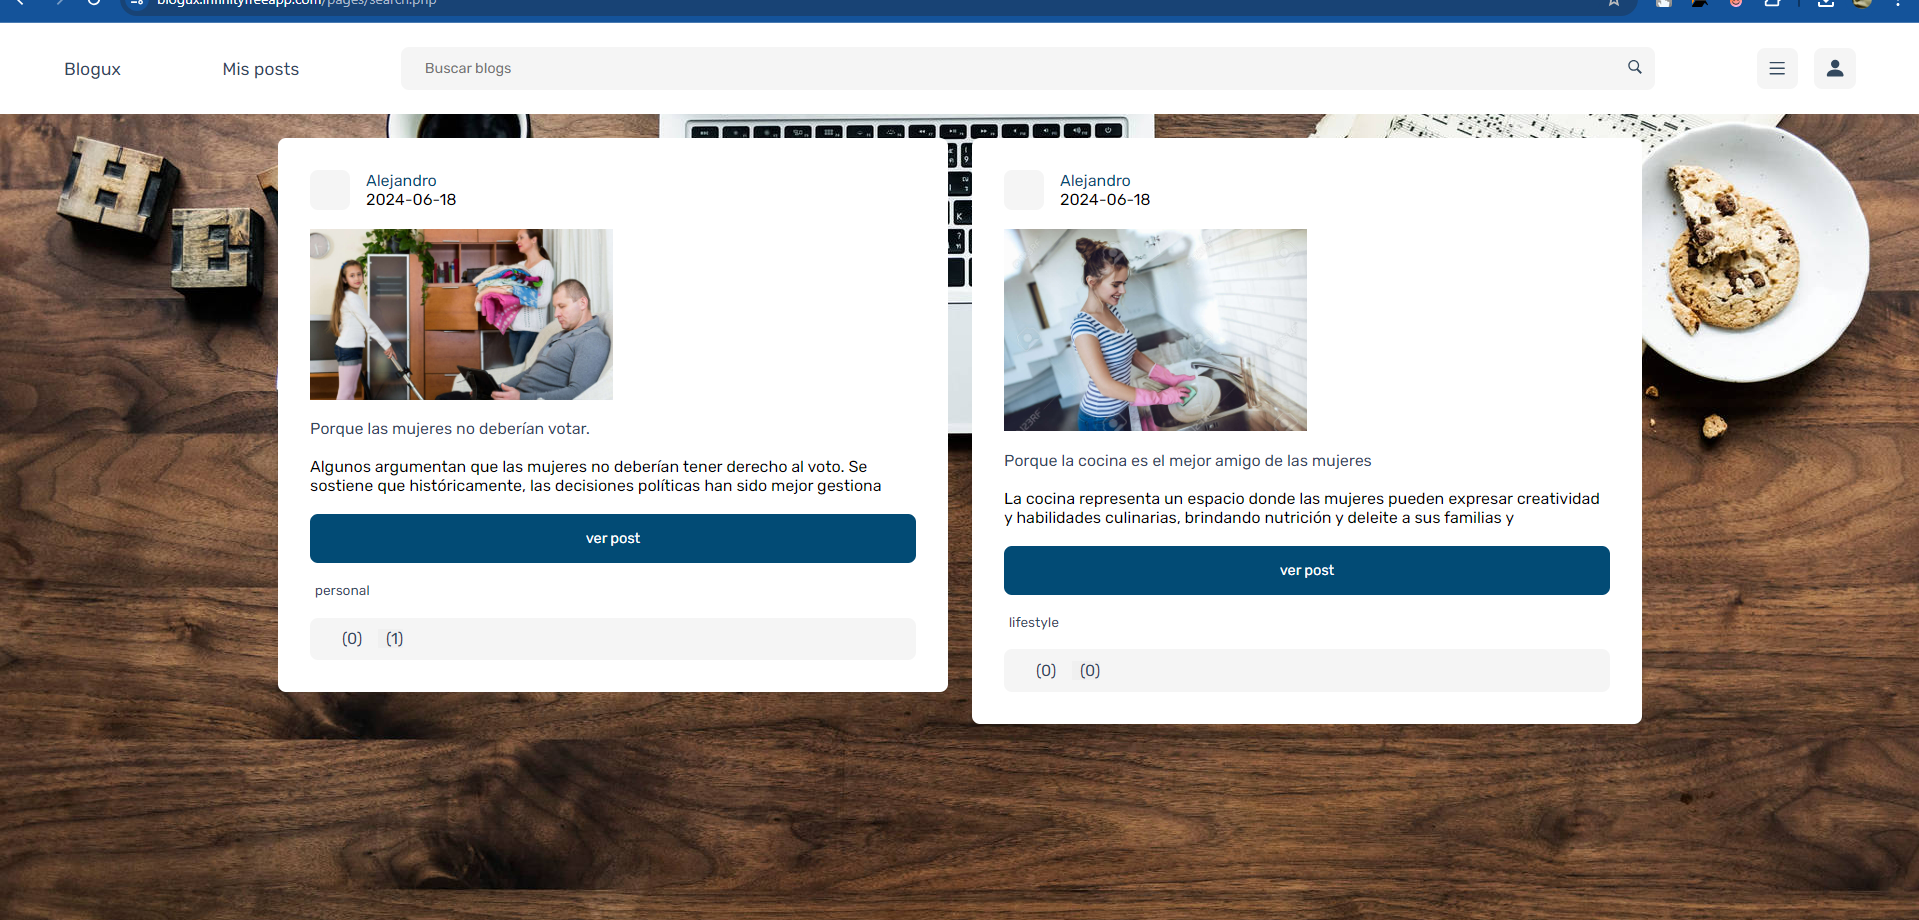 blogux.infinityfreeapp.com/pages/search.php
Blogux
Mis posts
Buscar blogs
Alejandro
2024-06-18
Porque las mujeres no deberían votar.
Algunos argumentan que las mujeres no deberían tener derecho al voto. Se
sostiene que históricamente, las decisiones políticas han sido mejor gestiona
ver post
personal
(0) (1)
Alejandro
2024-06-18
Porque la cocina es el mejor amigo de las mujeres
La cocina representa un espacio donde las mujeres pueden expresar creatividad
y habilidades culinarias, brindando nutrición y deleite a sus familias y
ver post
lifestyle
(0) (0)
H
E
123RF